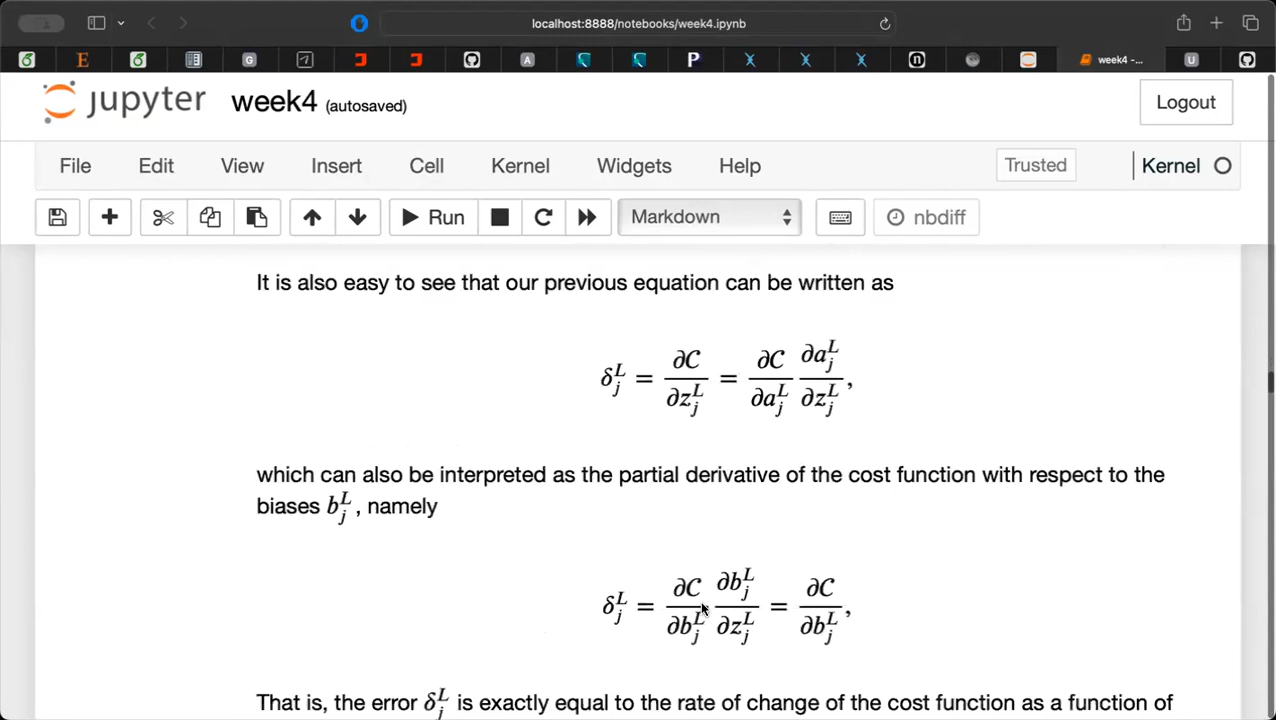 localhost:8888/notebooks/week4.ipynb
E
G
A
P
n
week4 -...
U
jupyter week4 (autosaved)
Logout
File Edit View Insert Cell Kernel Widgets Help
Trusted Kernel
Run Markdown nbdiff
It is also easy to see that our previous equation can be written as
δ_j^L = ∂𝒞/∂z_j^L = ∂𝒞/∂a_j^L ∂a_j^L/∂z_j^L,
which can also be interpreted as the partial derivative of the cost function with respect to the
biases b_j^L, namely
δ_j^L = ∂𝒞/∂b_j^L ∂b_j^L/∂z_j^L = ∂𝒞/∂b_j^L,
That is, the error δ_j^L is exactly equal to the rate of change of the cost function as a function of